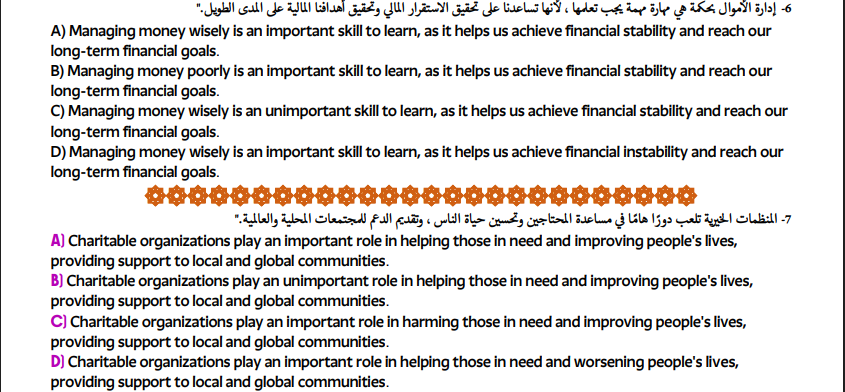 6- إدارة الأموال بحكمة هي مهارة مهمة يجب تعلمها ، لأنها تساعدنا على تحقيق الاستقرار المالي وتحقيق أهدافنا المالية على المدى الطويل."
A) Managing money wisely is an important skill to learn, as it helps us achieve financial stability and reach our
long-term financial goals.
B) Managing money poorly is an important skill to learn, as it helps us achieve financial stability and reach our
long-term financial goals.
C) Managing money wisely is an unimportant skill to learn, as it helps us achieve financial stability and reach our
long-term financial goals.
D) Managing money wisely is an important skill to learn, as it helps us achieve financial instability and reach our
long-term financial goals.
7- المنظمات الخيرية تلعب دورًا هامًا في مساعدة المحتاجين وتحسين حياة الناس ، وتقديم الدعم للمجتمعات المحلية والعالمية."
A) Charitable organizations play an important role in helping those in need and improving people's lives,
providing support to local and global communities.
B) Charitable organizations play an unimportant role in helping those in need and improving people's lives,
providing support to local and global communities.
C) Charitable organizations play an important role in harming those in need and improving people's lives,
providing support to local and global communities.
D) Charitable organizations play an important role in helping those in need and worsening people's lives,
providing support to local and global communities.